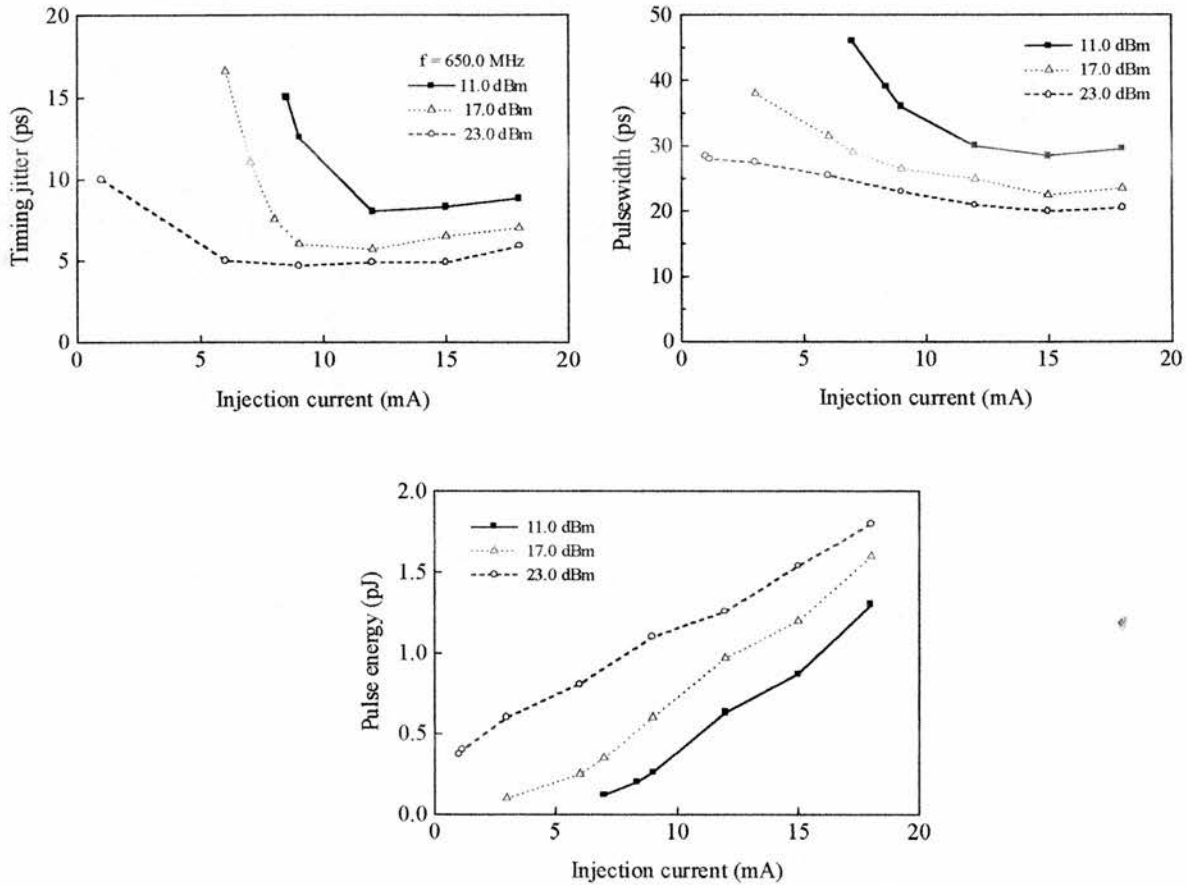 20
15
10
5
0
0 5 10 15 20
Timing jitter (ps)
Injection current (mA)
f = 650.0 MHz
11.0 dBm
17.0 dBm
23.0 dBm
50
40
30
20
10
0
0 5 10 15 20
Pulsewidth (ps)
Injection current (mA)
11.0 dBm
17.0 dBm
23.0 dBm
2.0
1.5
1.0
0.5
0.0
0 5 10 15 20
Pulse energy (pJ)
Injection current (mA)
11.0 dBm
17.0 dBm
23.0 dBm